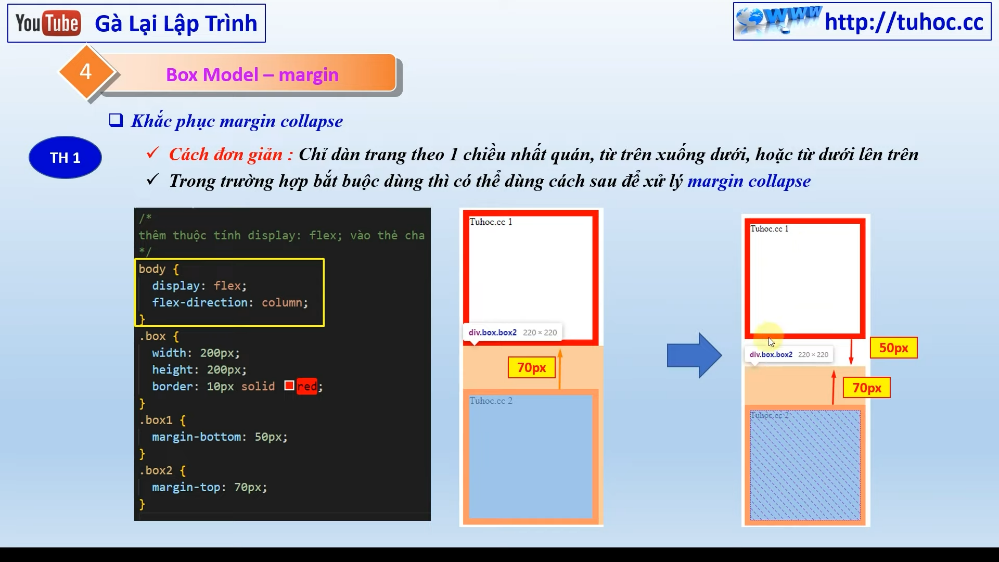 YouTube Gà Lại Lập Trình
WWW http://tuhoc.cc
4 Box Model – margin
Khắc phục margin collapse
TH 1
Cách đơn giản : Chỉ dàn trang theo 1 chiều nhất quán, từ trên xuống dưới, hoặc từ dưới lên trên
Trong trường hợp bắt buộc dùng thì có thể dùng cách sau để xử lý margin collapse
/*
thêm thuộc tính display: flex; vào thẻ cha
*/
body {
display: flex;
flex-direction: column;
}
.box {
width: 200px;
height: 200px;
border: 10px solid red;
}
.box1 {
margin-bottom: 50px;
}
.box2 {
margin-top: 70px;
}
Tuhoc.cc 1
div.box.box2 220 × 220
70px
Tuhoc.cc 2
Tuhoc.cc 1
50px
div.box.box2 220 × 220
70px
Tuhoc.cc 2